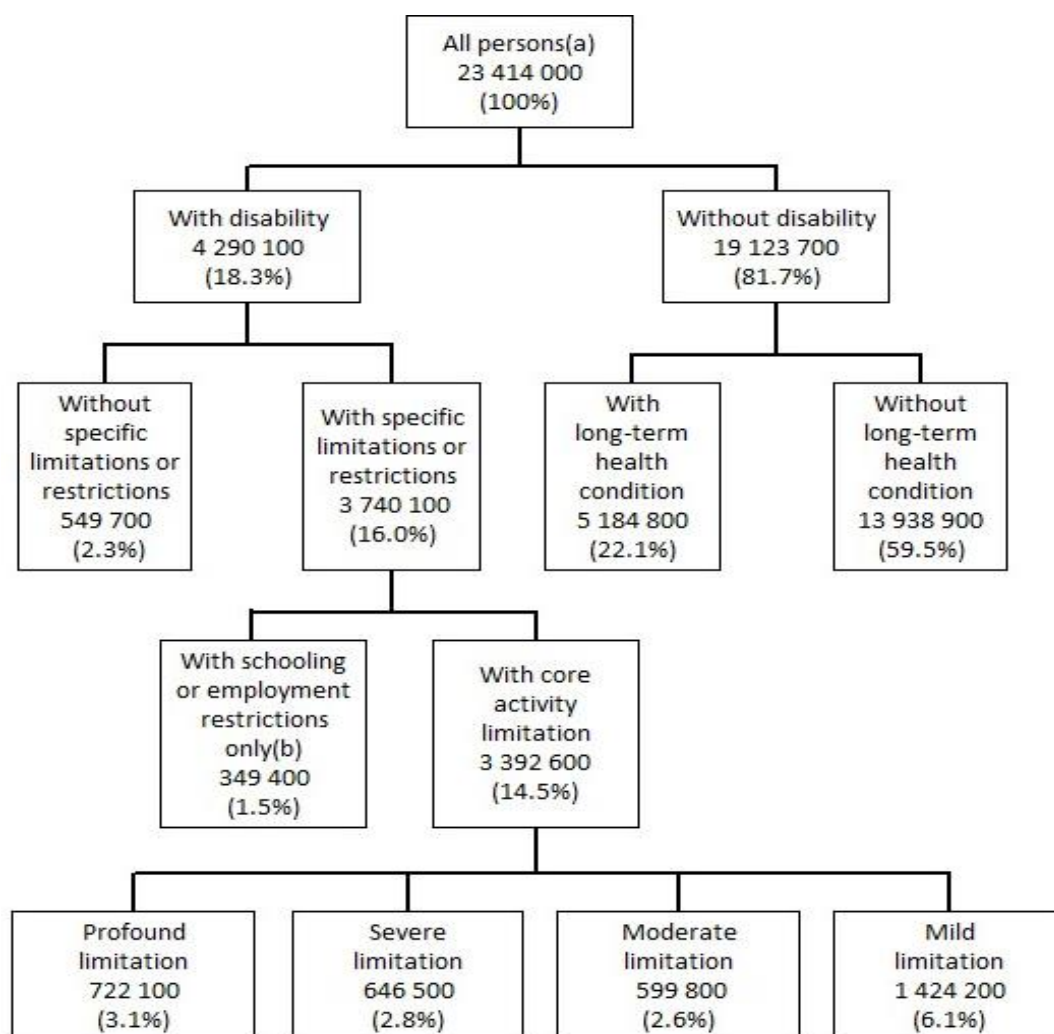 All persons(a)
23 414 000
(100%)
With disability
4 290 100
(18.3%)
Without disability
19 123 700
(81.7%)
Without
specific
limitations or
restrictions
549 700
(2.3%)
With specific
limitations or
restrictions
3 740 100
(16.0%)
With
long-term
health
condition
5 184 800
(22.1%)
Without
long-term
health
condition
13 938 900
(59.5%)
With schooling
or employment
restrictions
only(b)
349 400
(1.5%)
With core
activity
limitation
3 392 600
(14.5%)
Profound
limitation
722 100
(3.1%)
Severe
limitation
646 500
(2.8%)
Moderate
limitation
599 800
(2.6%)
Mild
limitation
1 424 200
(6.1%)